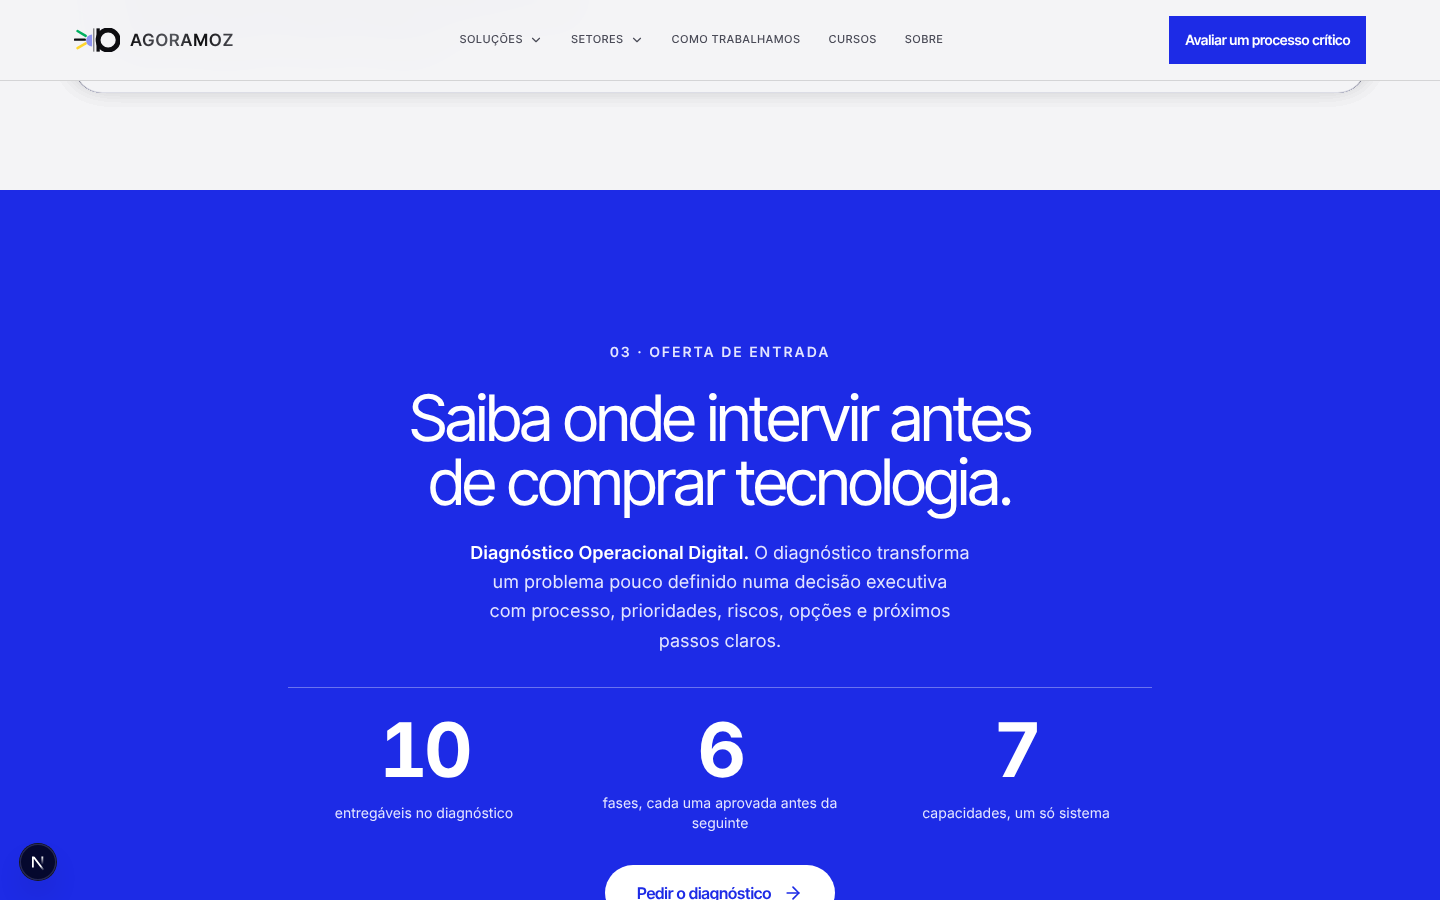 AGORAMOZ
SOLUÇÕES
SETORES
COMO TRABALHAMOS
CURSOS
SOBRE
Avaliar um processo crítico
03 · OFERTA DE ENTRADA
Saiba onde intervir antes
de comprar tecnologia.
Diagnóstico Operacional Digital. O diagnóstico transforma
um problema pouco definido numa decisão executiva
com processo, prioridades, riscos, opções e próximos
passos claros.
10
entregáveis no diagnóstico
6
fases, cada uma aprovada antes da
seguinte
7
capacidades, um só sistema
N
Pedir o diagnóstico